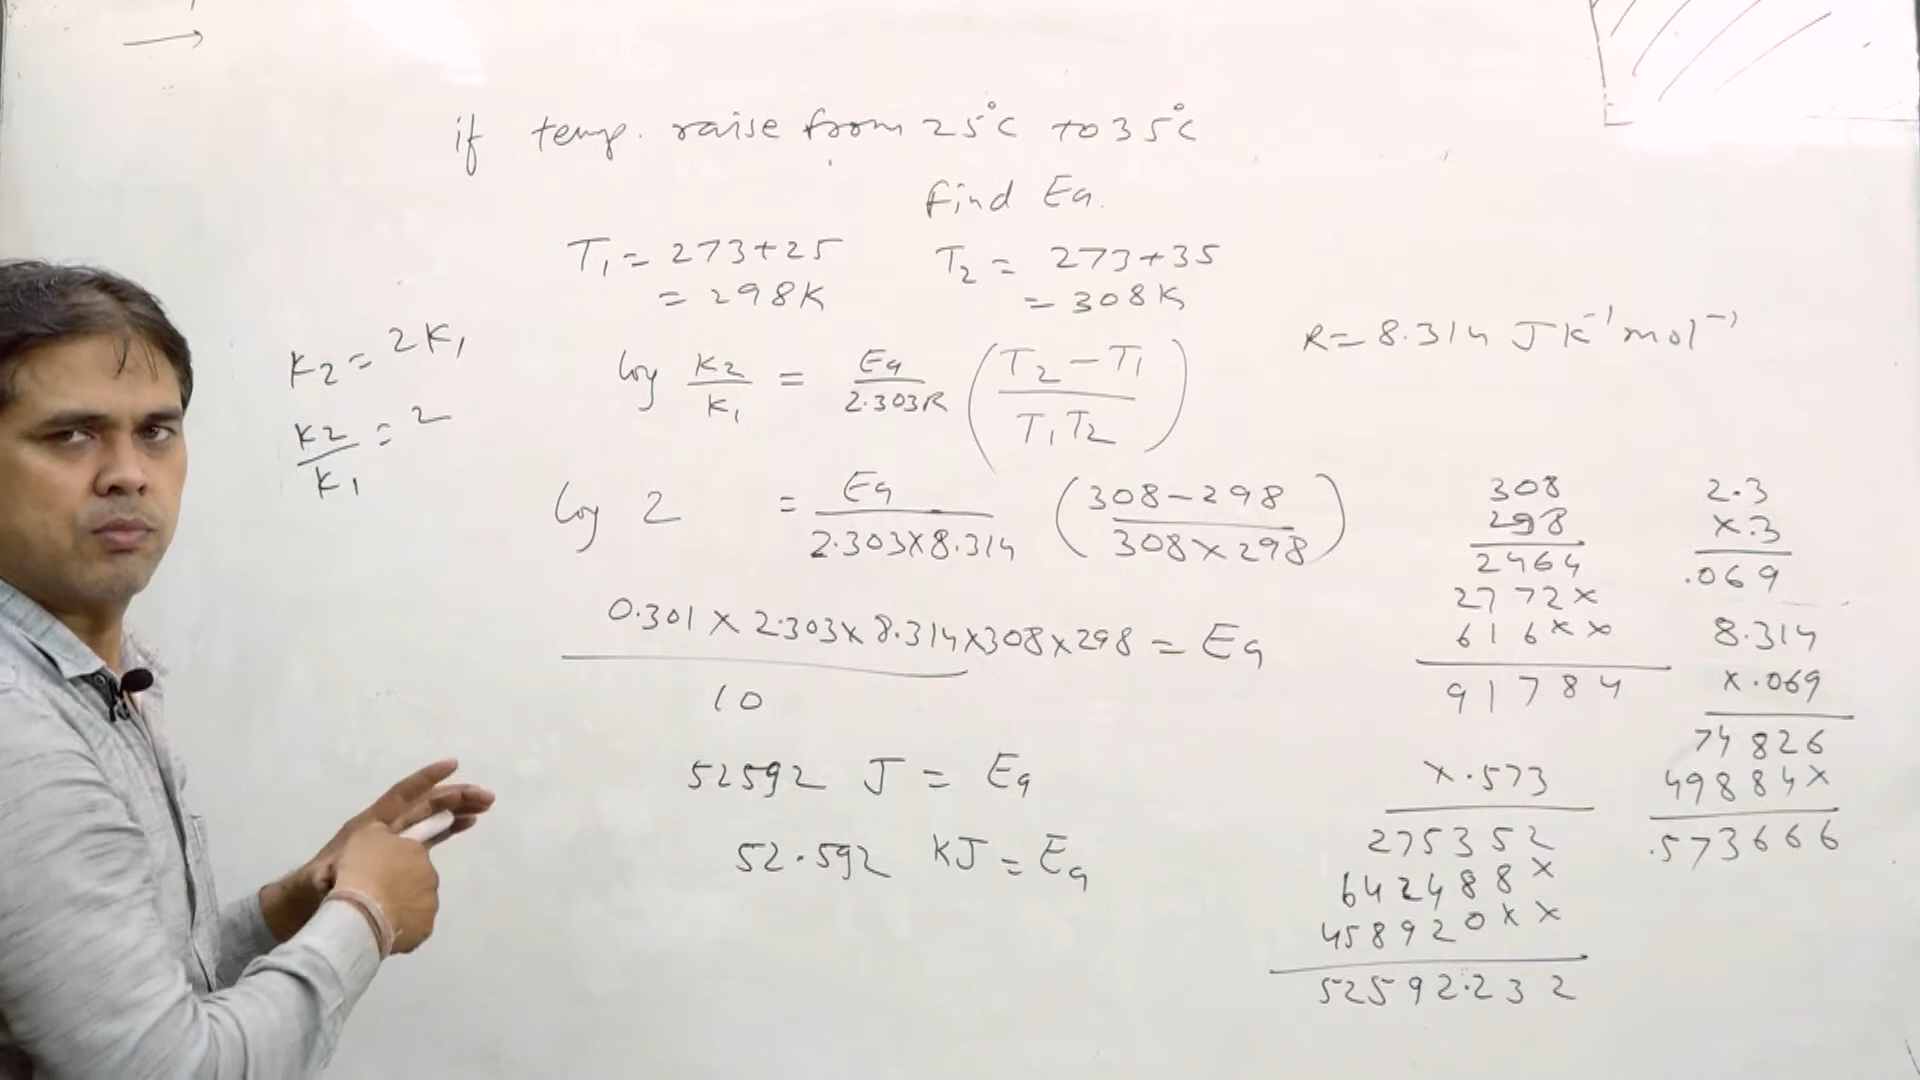 if temp. raise from 25°C to 35°C
find Ea.
T₁ = 273+25
= 298K
T₂ = 273+35
= 308K
K₂ = 2K₁
K₂/K₁ = 2
log K₂/K₁ = Ea/2.303R (T₂ - T₁/T₁T₂)
R = 8.314 JK⁻¹mol⁻¹
log 2 = Ea/2.303×8.314 (308-298/308×298)
0.301 × 2.303 × 8.314 × 308 × 298 = Ea
10
52592 J = Ea
52.592 KJ = Ea
308
298
2464
2772×
616××
91784
×.573
275352
642488×
458920××
52592.232
2.3
×.3
.069
8.314
×.069
74826
49884×
.573666